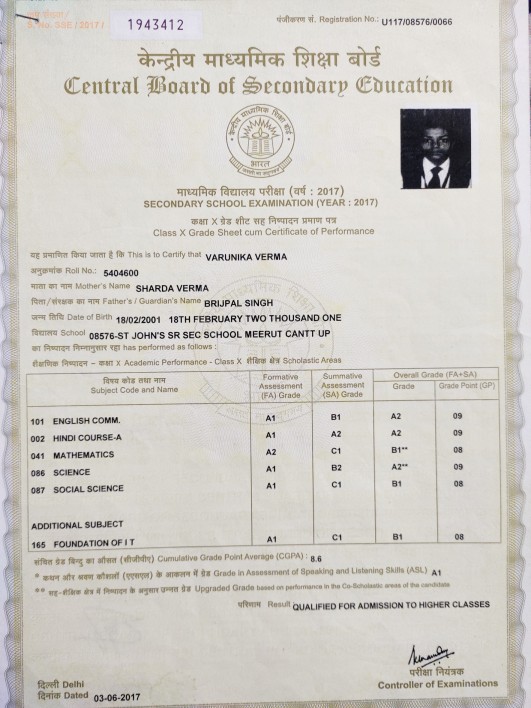 क्रम संख्या /
S. No. SSE / 2017 /
1943412
पंजीकरण सं. Registration No.: U117/08576/0066
केन्द्रीय माध्यमिक शिक्षा बोर्ड
Central Board of Secondary Education
केन्द्रीय माध्यमिक शिक्षा बोर्ड
भारत
माध्यमिक विद्यालय परीक्षा (वर्ष : 2017)
SECONDARY SCHOOL EXAMINATION (YEAR : 2017)
कक्षा X ग्रेड शीट सह निष्पादन प्रमाण पत्र
Class X Grade Sheet cum Certificate of Performance
यह प्रमाणित किया जाता है कि This is to Certify that VARUNIKA VERMA
अनुक्रमांक Roll No.: 5404600
माता का नाम Mother's Name SHARDA VERMA
पिता/संरक्षक का नाम Father's / Guardian's Name BRIJPAL SINGH
जन्म तिथि Date of Birth 18/02/2001 18TH FEBRUARY TWO THOUSAND ONE
विद्यालय School 08576-ST JOHN'S SR SEC SCHOOL MEERUT CANTT UP
का निष्पादन निम्नानुसार रहा has performed as follows :
शैक्षणिक निष्पादन – कक्षा X Academic Performance - Class X शैक्षिक क्षेत्र Scholastic Areas
विषय कोड तथा नाम Subject Code and Name Formative Assessment (FA) Grade Summative Assessment (SA) Grade Overall Grade (FA+SA) Grade Grade Point (GP)
101 ENGLISH COMM. A1 B1 A2 09
002 HINDI COURSE-A A1 A2 A2 09
041 MATHEMATICS A2 C1 B1** 08
086 SCIENCE A1 B2 A2** 09
087 SOCIAL SCIENCE A1 C1 B1 08
ADDITIONAL SUBJECT
165 FOUNDATION OF I T A1 C1 B1 08
संचित ग्रेड बिन्दु का औसत (सीजीपीए) Cumulative Grade Point Average (CGPA) : 8.6
* कथन और श्रवण कौशलों (एएसएल) के आकलन में ग्रेड Grade in Assessment of Speaking and Listening Skills (ASL) A1
** सह-शैक्षिक क्षेत्र में निष्पादन के अनुसार उन्नत ग्रेड Upgraded Grade based on performance in the Co-Scholastic areas of the candidate
परिणाम Result QUALIFIED FOR ADMISSION TO HIGHER CLASSES
दिल्ली Delhi
दिनांक Dated 03-06-2017
परीक्षा नियंत्रक
Controller of Examinations